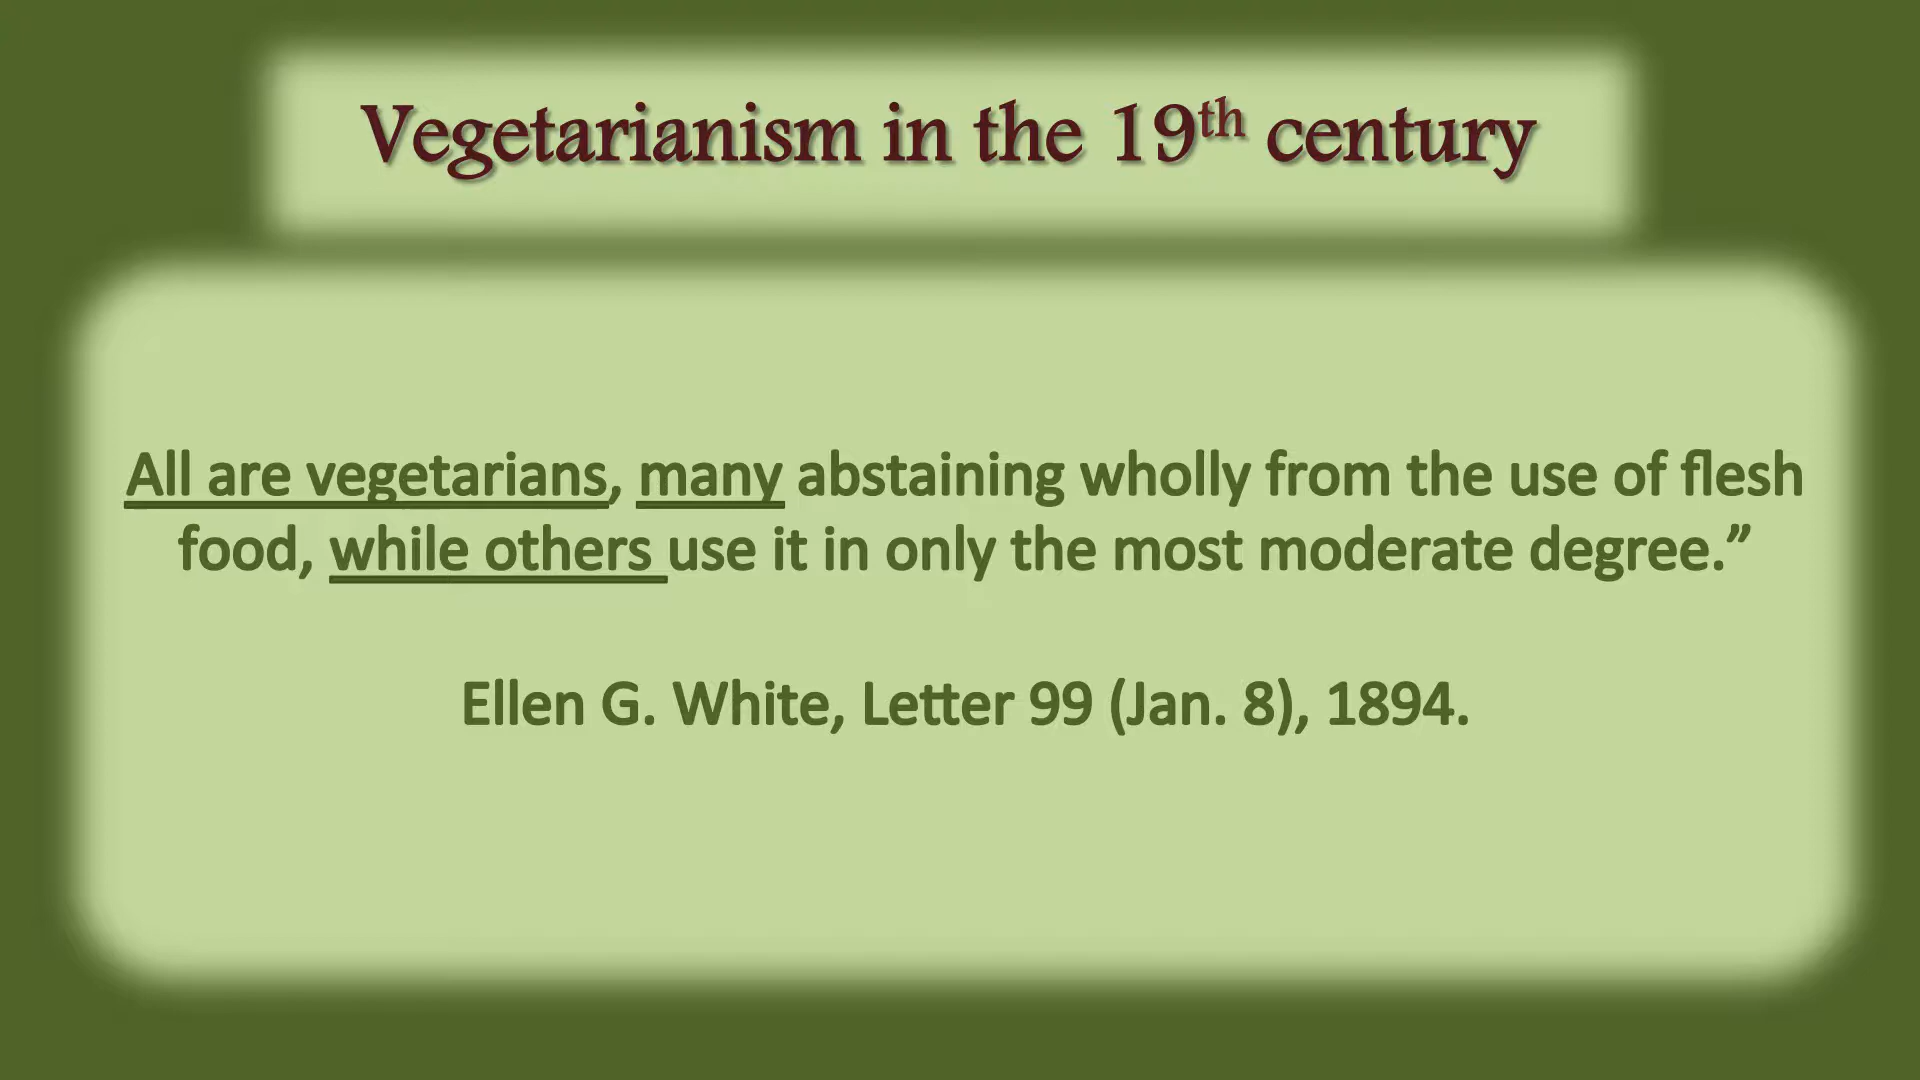 Vegetarianism in the 19th century
All are vegetarians, many abstaining wholly from the use of flesh
food, while others use it in only the most moderate degree.”
Ellen G. White, Letter 99 (Jan. 8), 1894.